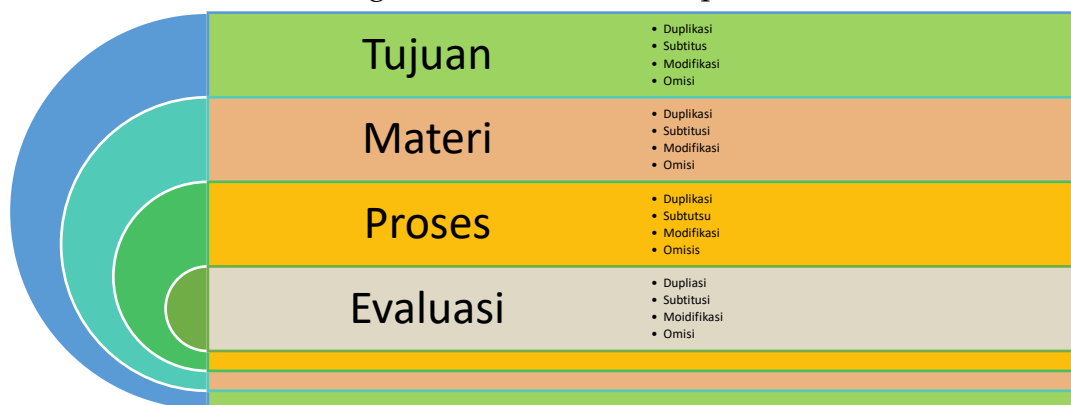 Tujuan
• Duplikasi
• Subtitus
• Modifikasi
• Omisi
Materi
• Duplikasi
• Subtitusi
• Modifikasi
• Omisi
Proses
• Duplikasi
• Subtutsu
• Modifikasi
• Omisis
Evaluasi
• Dupliasi
• Subtitusi
• Moidifikasi
• Omisi